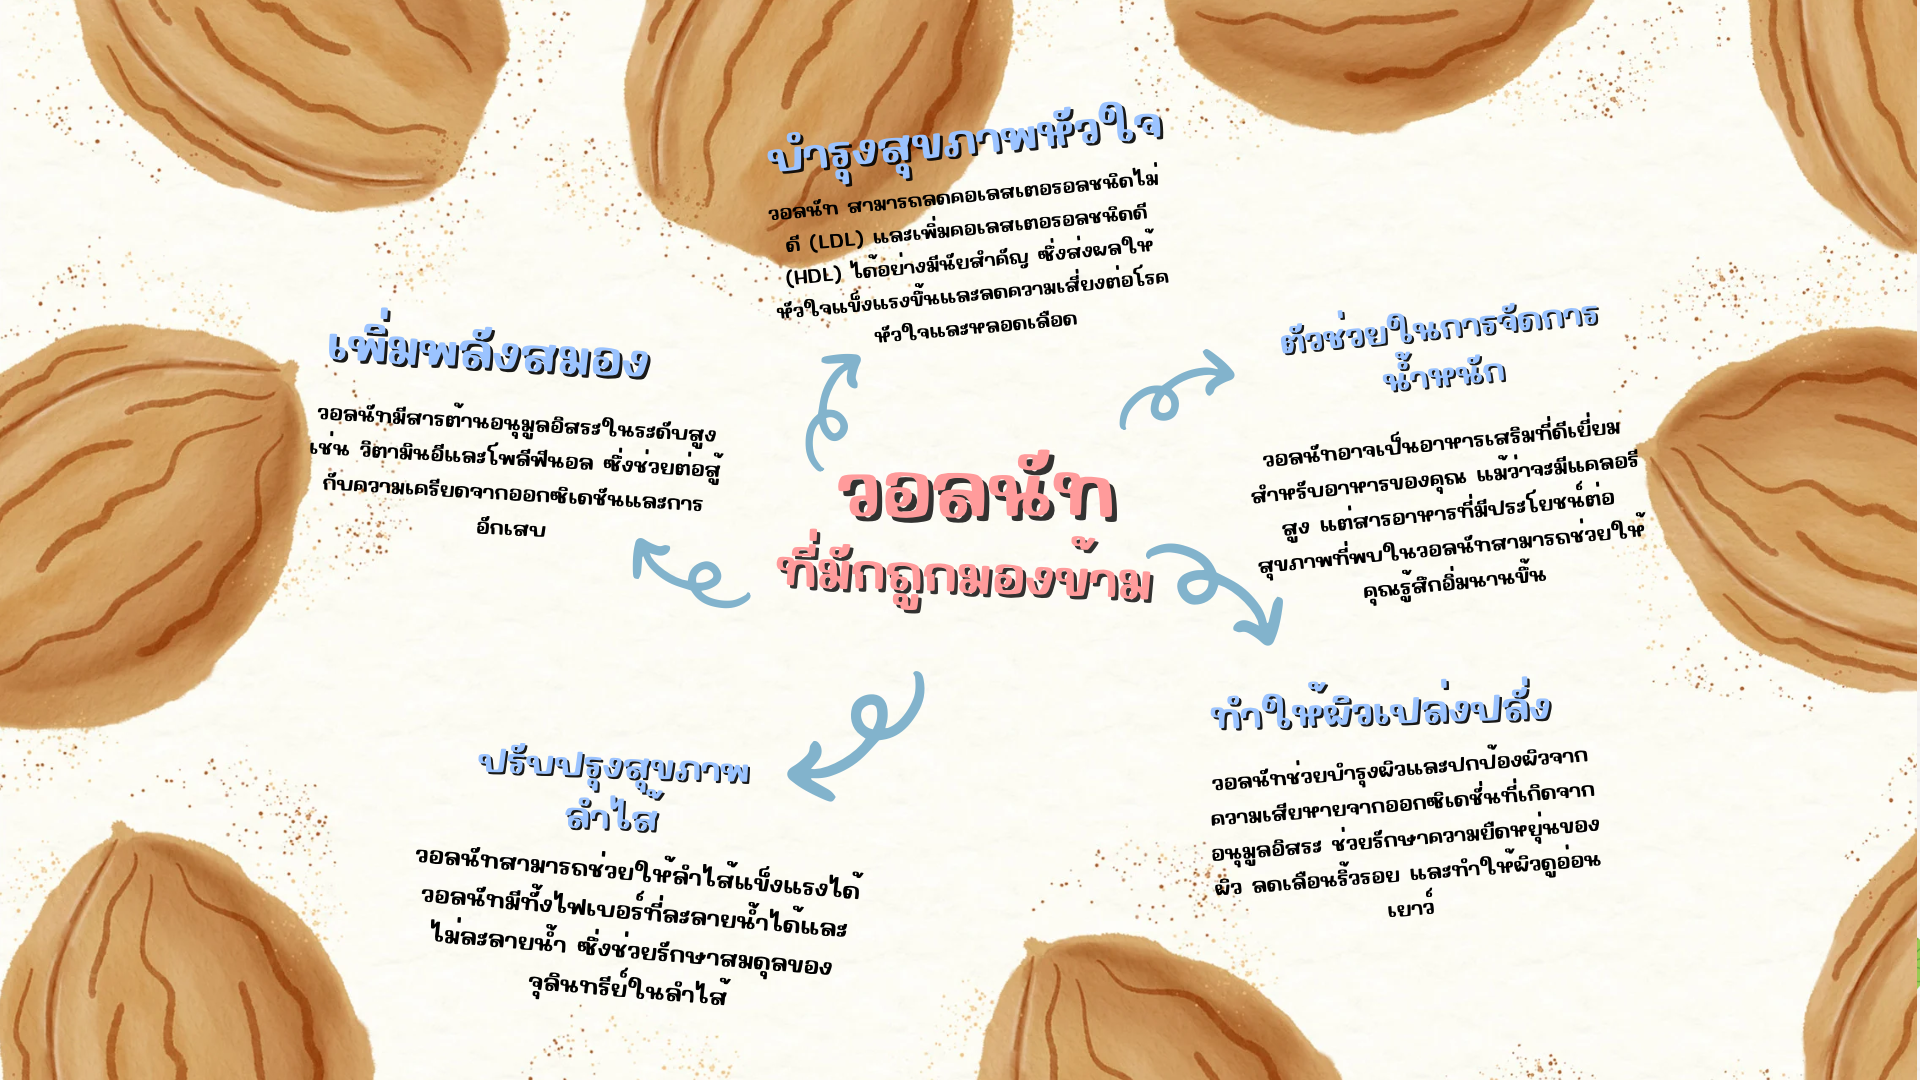 วอลนัท
ที่มักถูกมองข้าม
บำรุงสุขภาพหัวใจ
วอลนัท สามารถลดคอเลสเตอรอลชนิดไม่
ดี (LDL) และเพิ่มคอเลสเตอรอลชนิดดี
(HDL) ได้อย่างมีนัยสำคัญ ซึ่งส่งผลให้
หัวใจแข็งแรงขึ้นและลดความเสี่ยงต่อโรค
หัวใจและหลอดเลือด
เพิ่มพลังสมอง
วอลนัทมีสารต้านอนุมูลอิสระในระดับสูง
เช่น วิตามินอีและโพลีฟีนอล ซึ่งช่วยต่อสู้
กับความเครียดจากออกซิเดชันและการ
อักเสบ
ตัวช่วยในการจัดการ
น้ำหนัก
วอลนัทอาจเป็นอาหารเสริมที่ดีเยี่ยม
สำหรับอาหารของคุณ แม้ว่าจะมีแคลอรี
สูง แต่สารอาหารที่มีประโยชน์ต่อ
สุขภาพที่พบในวอลนัทสามารถช่วยให้
คุณรู้สึกอิ่มนานขึ้น
ทำให้ผิวเปล่งปลั่ง
วอลนัทช่วยบำรุงผิวและปกป้องผิวจาก
ความเสียหายจากออกซิเดชั่นที่เกิดจาก
อนุมูลอิสระ ช่วยรักษาความยืดหยุ่นของ
ผิว ลดเลือนริ้วรอย และทำให้ผิวดูอ่อน
เยาว์
ปรับปรุงสุขภาพ
ลำไส้
วอลนัทสามารถช่วยให้ลำไส้แข็งแรงได้
วอลนัทมีทั้งไฟเบอร์ที่ละลายน้ำได้และ
ไม่ละลายน้ำ ซึ่งช่วยรักษาสมดุลของ
จุลินทรีย์ในลำไส้